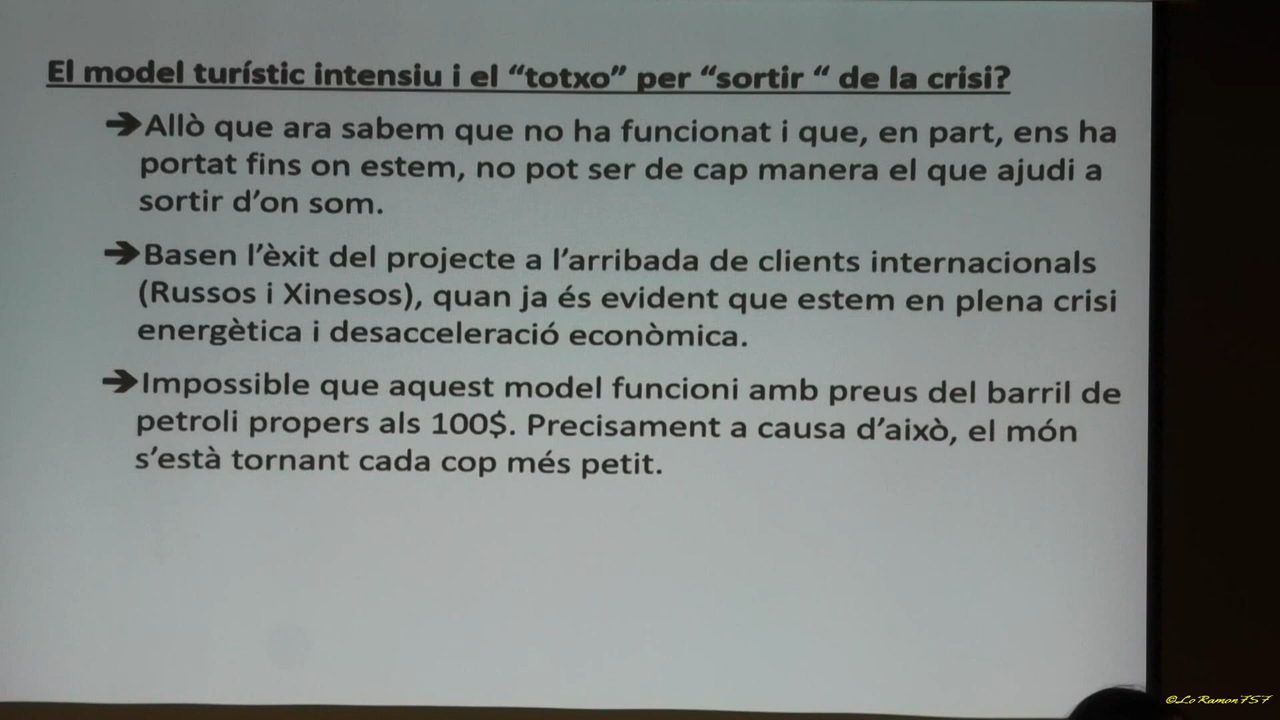 El model turístic intensiu i el “totxo” per “sortir “ de la crisi?
➔Allò que ara sabem que no ha funcionat i que, en part, ens ha
portat fins on estem, no pot ser de cap manera el que ajudi a
sortir d’on som.
➔Basen l’èxit del projecte a l’arribada de clients internacionals
(Russos i Xinesos), quan ja és evident que estem en plena crisi
energètica i desacceleració econòmica.
➔Impossible que aquest model funcioni amb preus del barril de
petroli propers als 100$. Precisament a causa d’això, el món
s’està tornant cada cop més petit.
©Lo Ramon757